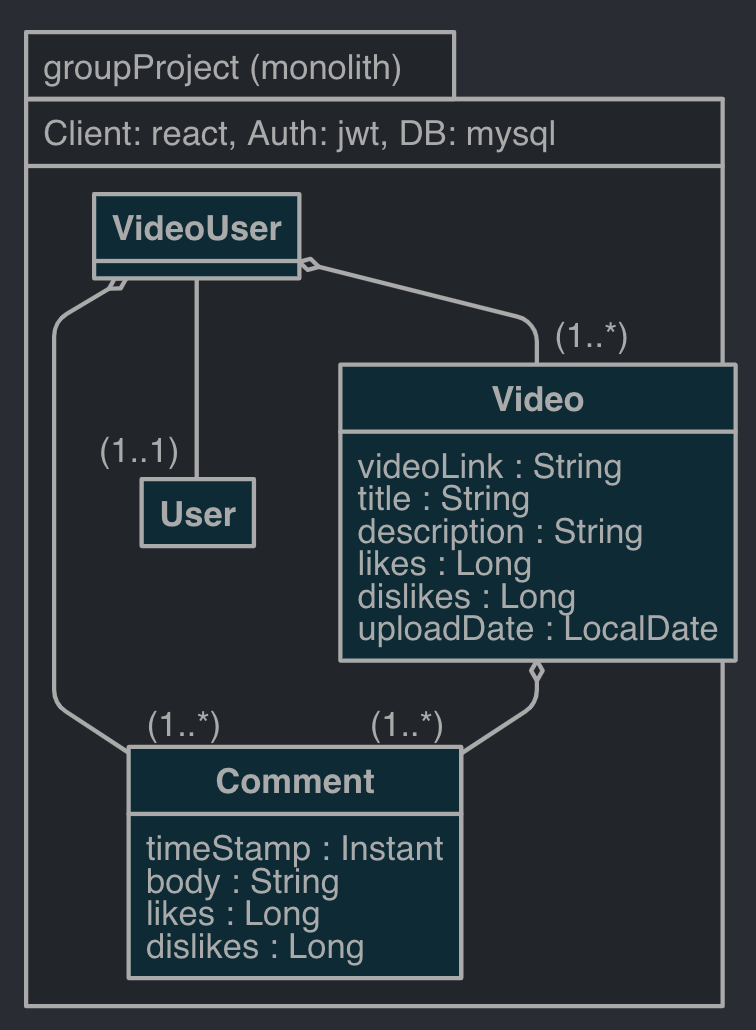 groupProject (monolith)
Client: react, Auth: jwt, DB: mysql
VideoUser
(1..*)
Video
videoLink : String
title : String
description : String
likes : Long
dislikes : Long
uploadDate : LocalDate
(1..1)
User
(1..*) (1..*)
Comment
timeStamp : Instant
body : String
likes : Long
dislikes : Long